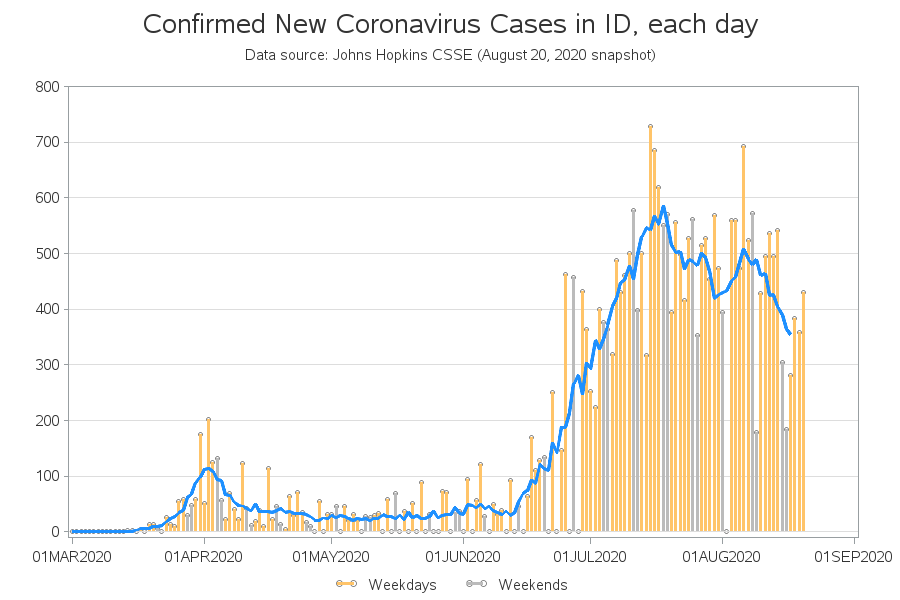 Confirmed New Coronavirus Cases in ID, each day
Data source: Johns Hopkins CSSE (August 20, 2020 snapshot)
800
700
600
500
400
300
200
100
0
01MAR2020 01APR2020 01MAY2020 01JUN2020 01JUL2020 01AUG2020 01SEP2020
Weekdays Weekends